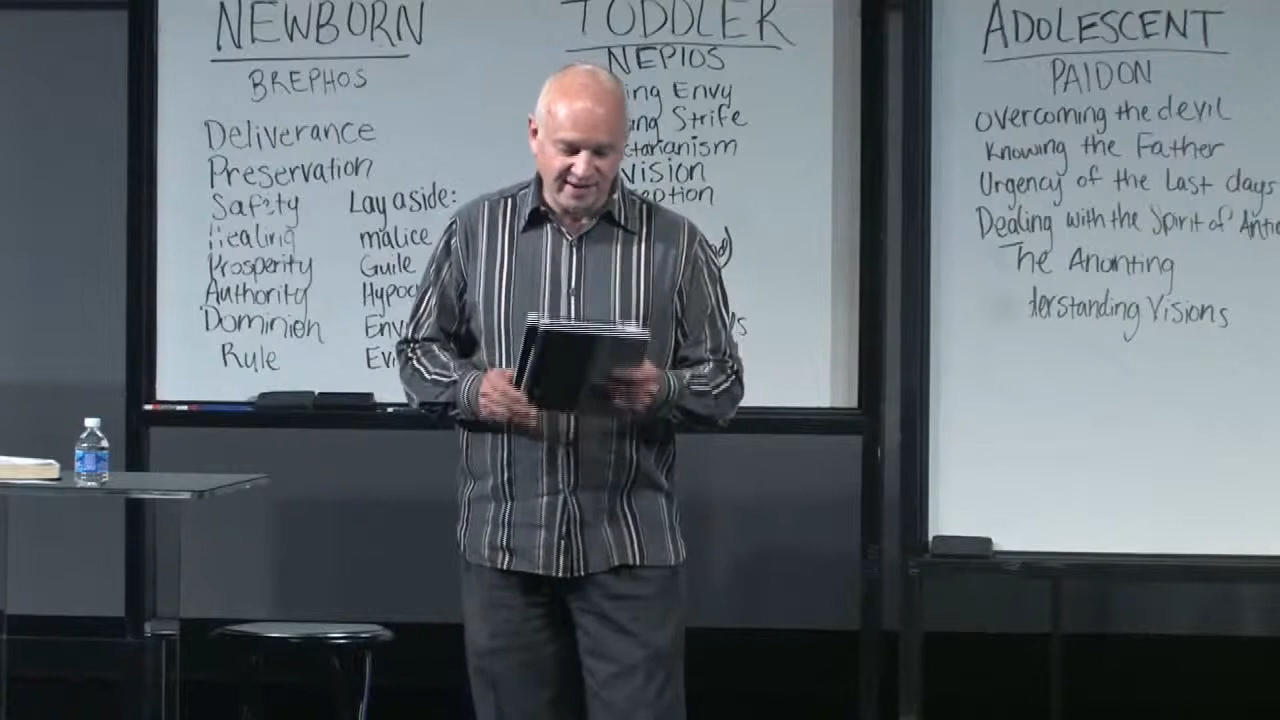 NEWBORN
BREPHOS
Deliverance
Preservation
Safety
Healing
Prosperity
Authority
Dominion
Rule
Lay aside:
malice
Guile
TODDLER
NEPIOS
Envy
Strife
ADOLESCENT
PAIDON
overcoming the devil
Knowing the Father
Urgency of the Last days
Dealing with the Spirit of
The Anointing
Visions